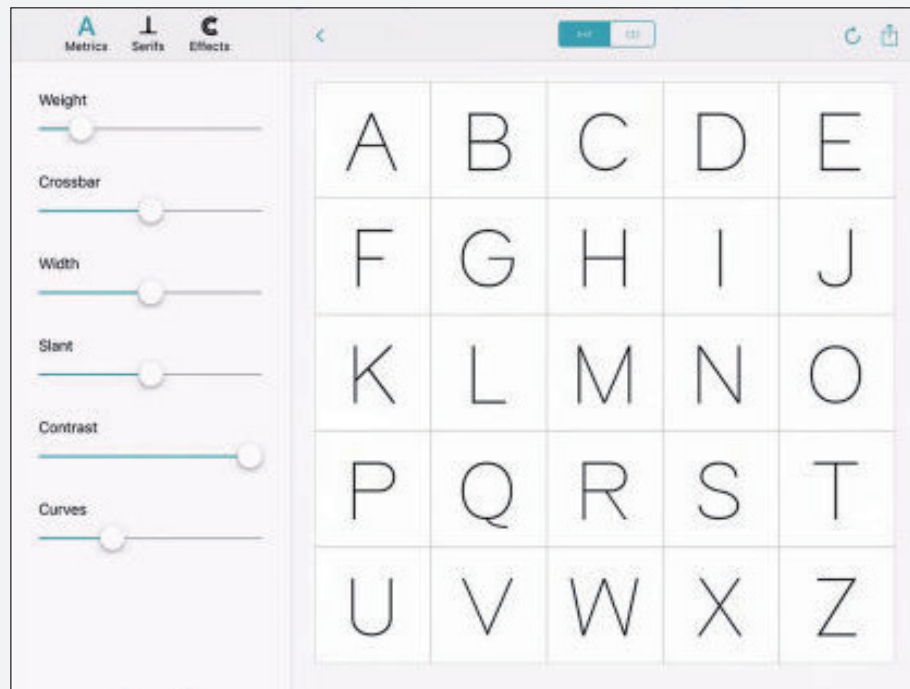 A
Metrics Serifs Effects
Weight
Crossbar
Width
Slant
Contrast
Curves
A B C D E
F G H I J
K L M N O
P Q R S T
U V W X Z